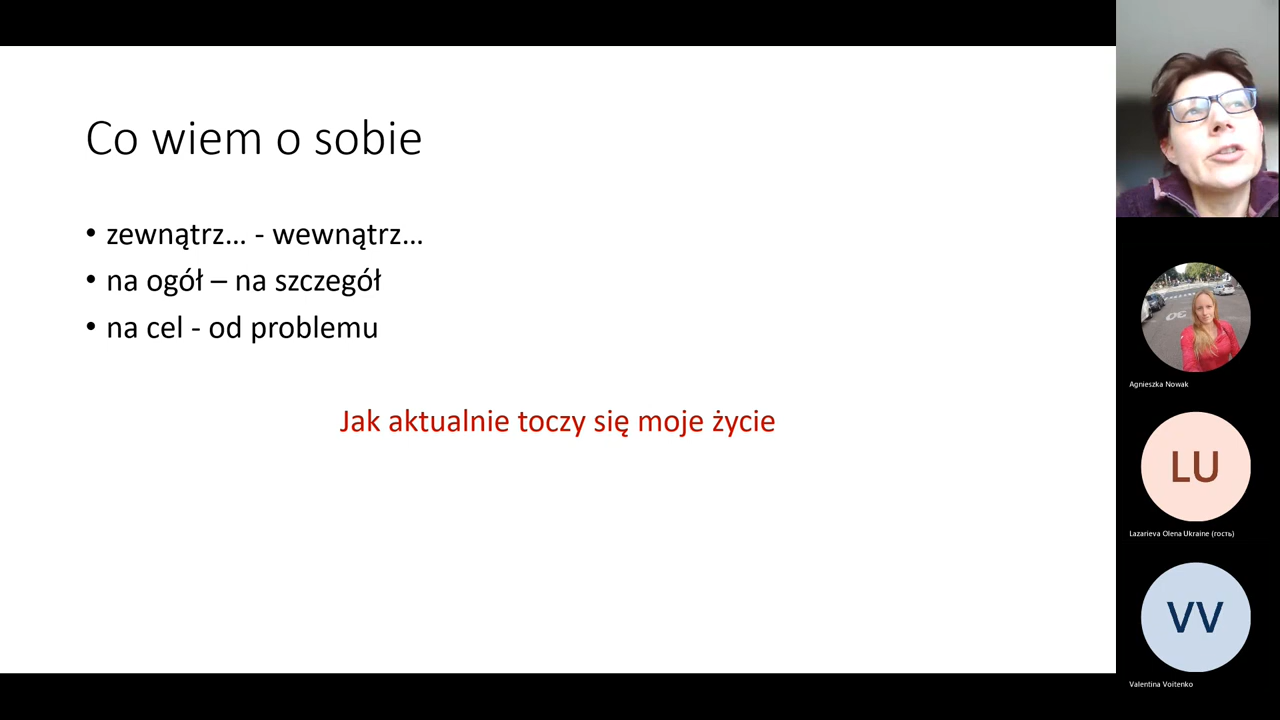 Co wiem o sobie
• zewnątrz... - wewnątrz...
• na ogół – na szczegół
• na cel - od problemu
Jak aktualnie toczy się moje życie
Agnieszka Nowak
LU
Lazarieva Olena Ukraine (гость)
VV
Valentina Voitenko